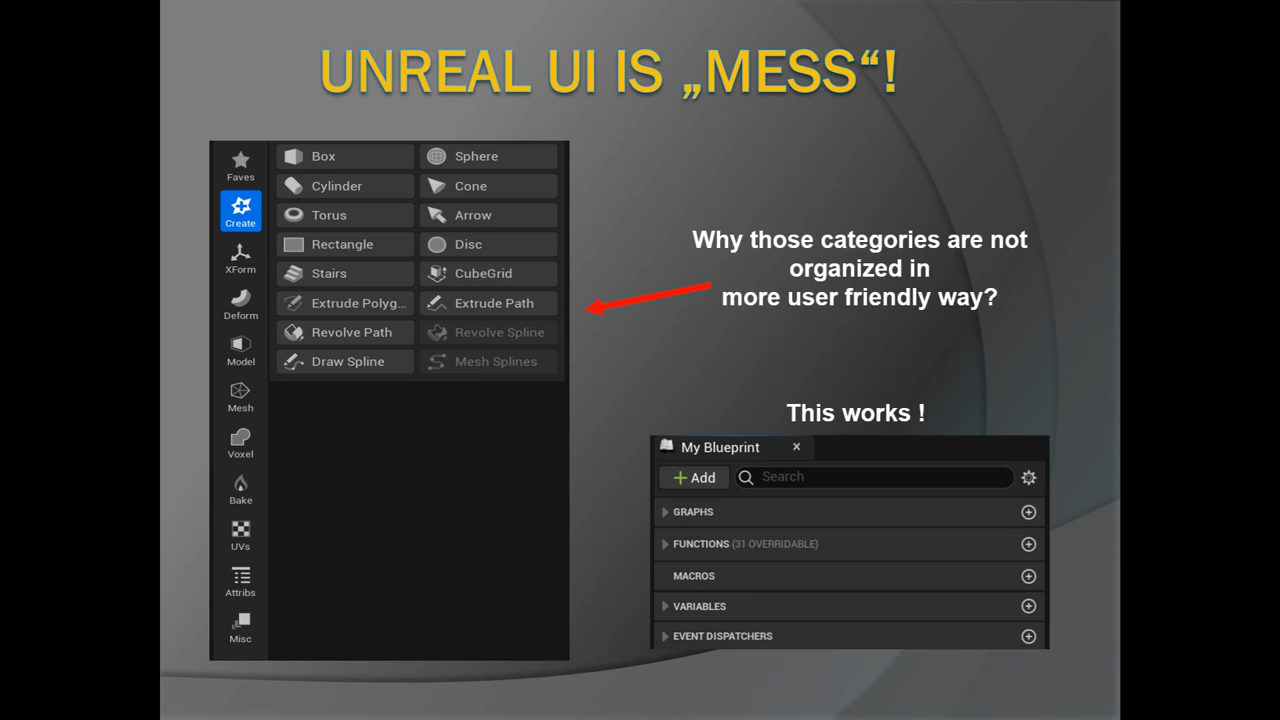 UNREAL UI IS „MESS“!
Faves
Create
XForm
Deform
Model
Mesh
Voxel
Bake
UVs
Attribs
Misc
Box
Sphere
Cylinder
Cone
Torus
Arrow
Rectangle
Disc
Stairs
CubeGrid
Extrude Polyg...
Extrude Path
Revolve Path
Revolve Spline
Draw Spline
Mesh Splines
Why those categories are not
organized in
more user friendly way?
This works !
My Blueprint ×
+ Add
Search
GRAPHS
FUNCTIONS (31 OVERRIDABLE)
MACROS
VARIABLES
EVENT DISPATCHERS